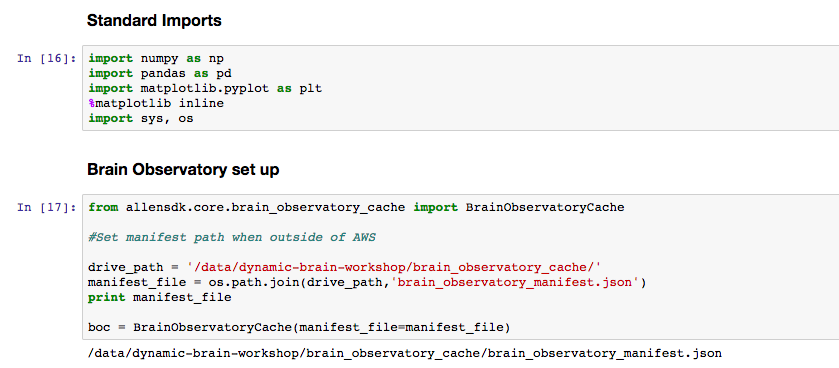 Standard Imports
In [16]: import numpy as np
import pandas as pd
import matplotlib.pyplot as plt
%matplotlib inline
import sys, os
Brain Observatory set up
In [17]: from allensdk.core.brain_observatory_cache import BrainObservatoryCache
#Set manifest path when outside of AWS
drive_path = '/data/dynamic-brain-workshop/brain_observatory_cache/'
manifest_file = os.path.join(drive_path,'brain_observatory_manifest.json')
print manifest_file
boc = BrainObservatoryCache(manifest_file=manifest_file)
/data/dynamic-brain-workshop/brain_observatory_cache/brain_observatory_manifest.json